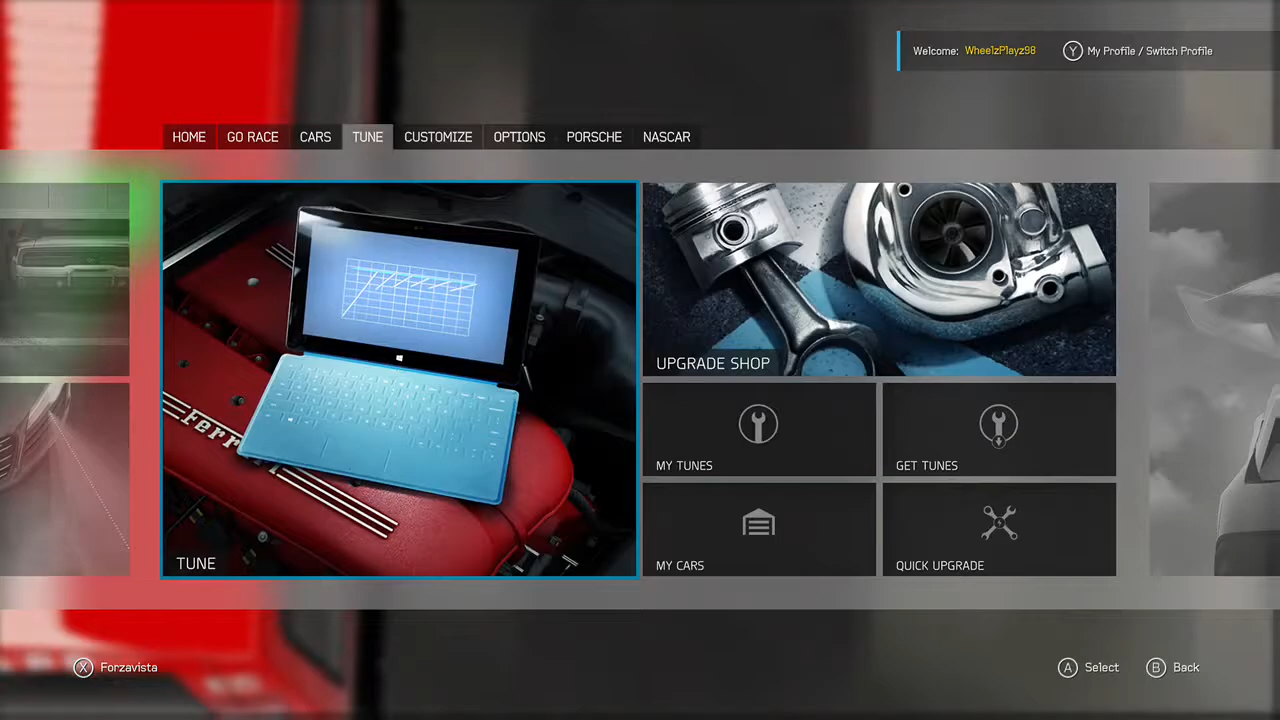 Welcome: WheelzPlayz98
Y My Profile / Switch Profile
HOME GO RACE CARS TUNE CUSTOMIZE OPTIONS PORSCHE NASCAR
TUNE
UPGRADE SHOP
MY TUNES
GET TUNES
MY CARS
QUICK UPGRADE
X Forzavista
A Select
B Back